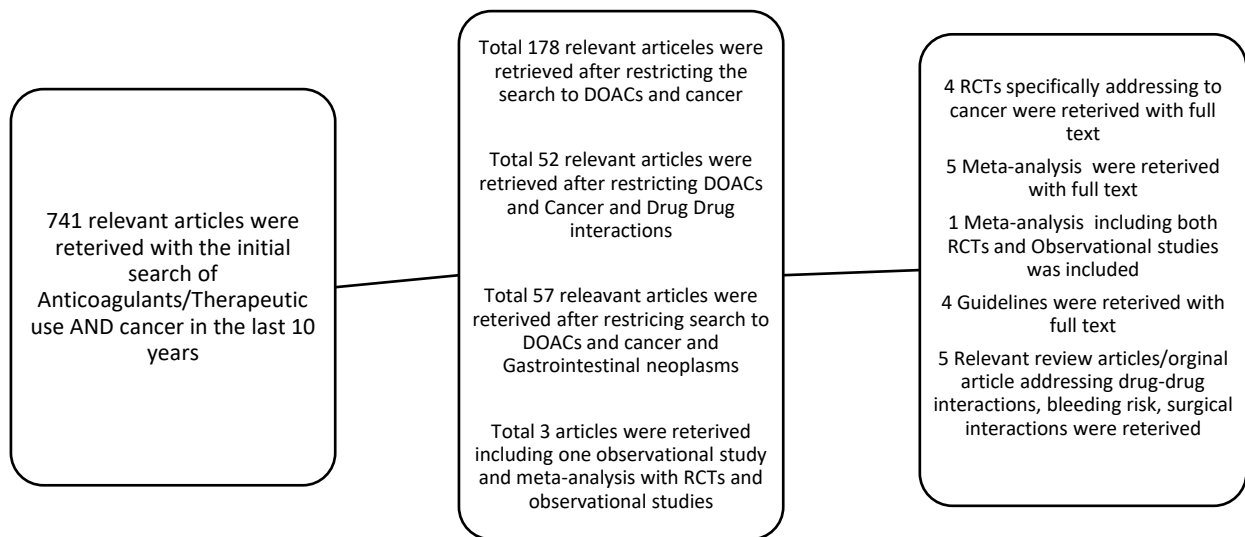 741 relevant articles were
reterived with the initial
search of
Anticoagulants/Therapeutic
use AND cancer in the last 10
years
Total 178 relevant articeles were
retrieved after restricting the
search to DOACs and cancer
Total 52 relevant articles were
retrieved after restricting DOACs
and Cancer and Drug Drug
interactions
Total 57 releavant articles were
reterived after restricing search to
DOACs and cancer and
Gastrointestinal neoplasms
Total 3 articles were reterived
including one observational study
and meta-analysis with RCTs and
observational studies
4 RCTs specifically addressing to
cancer were reterived with full
text
5 Meta-analysis were reterived
with full text
1 Meta-analysis including both
RCTs and Observational studies
was included
4 Guidelines were reterived with
full text
5 Relevant review articles/orginal
article addressing drug-drug
interactions, bleeding risk, surgical
interactions were reterived